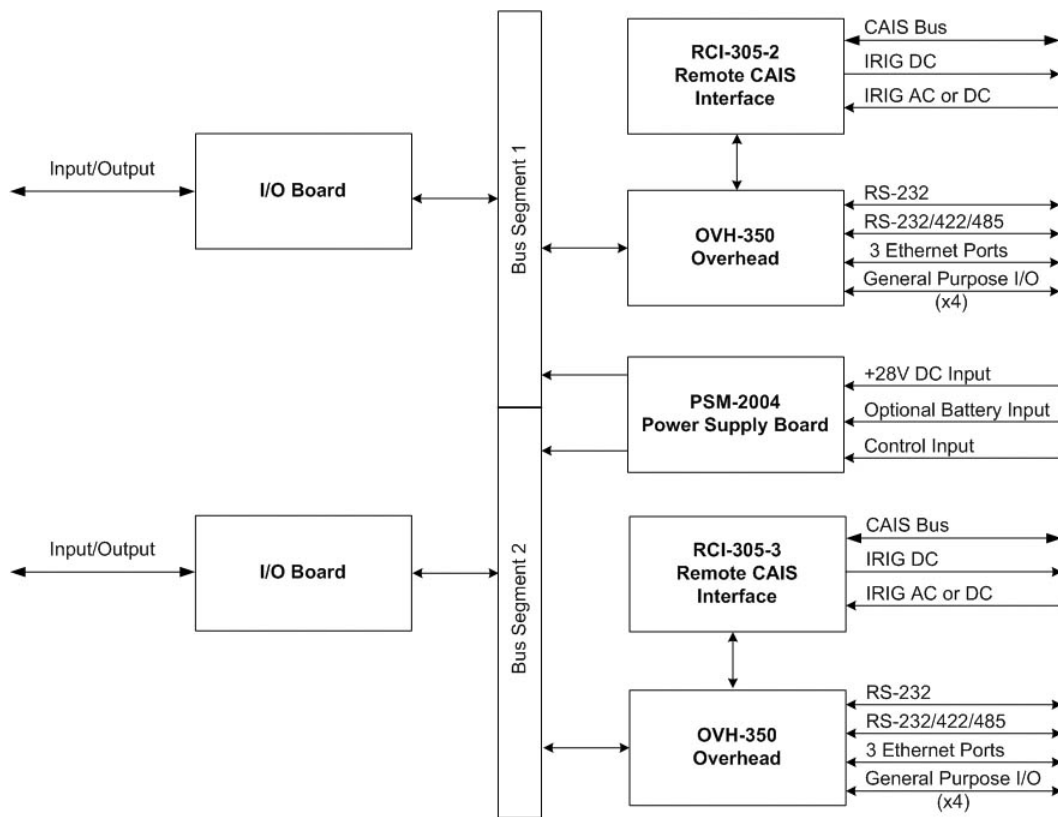 CAIS Bus
RCI-305-2
Remote CAIS
Interface
IRIG DC
IRIG AC or DC
Input/Output
I/O Board
Bus Segment 1
OVH-350
Overhead
RS-232
RS-232/422/485
3 Ethernet Ports
General Purpose I/O
(x4)
PSM-2004
Power Supply Board
+28V DC Input
Optional Battery Input
Control Input
Input/Output
I/O Board
Bus Segment 2
RCI-305-3
Remote CAIS
Interface
CAIS Bus
IRIG DC
IRIG AC or DC
OVH-350
Overhead
RS-232
RS-232/422/485
3 Ethernet Ports
General Purpose I/O
(x4)